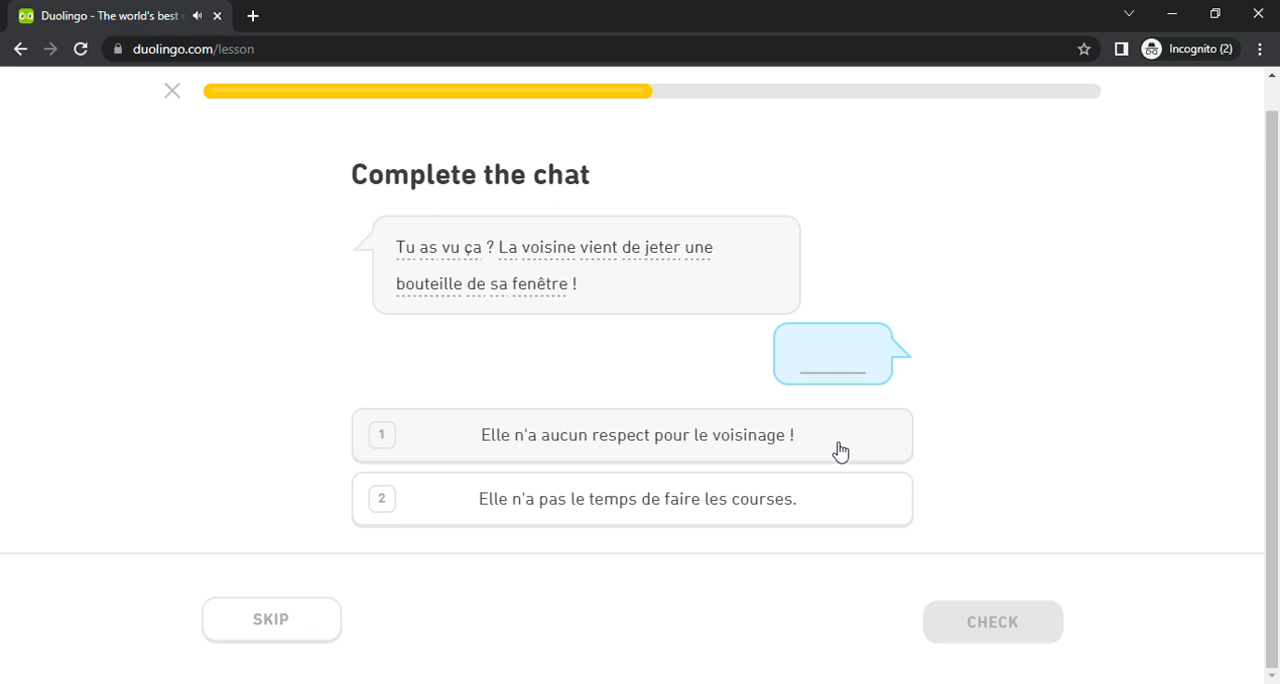 Duolingo - The world's best
duolingo.com/lesson
Incognito (2)
Complete the chat
Tu as vu ça ? La voisine vient de jeter une
bouteille de sa fenêtre !
1 Elle n'a aucun respect pour le voisinage !
2 Elle n'a pas le temps de faire les courses.
SKIP
CHECK